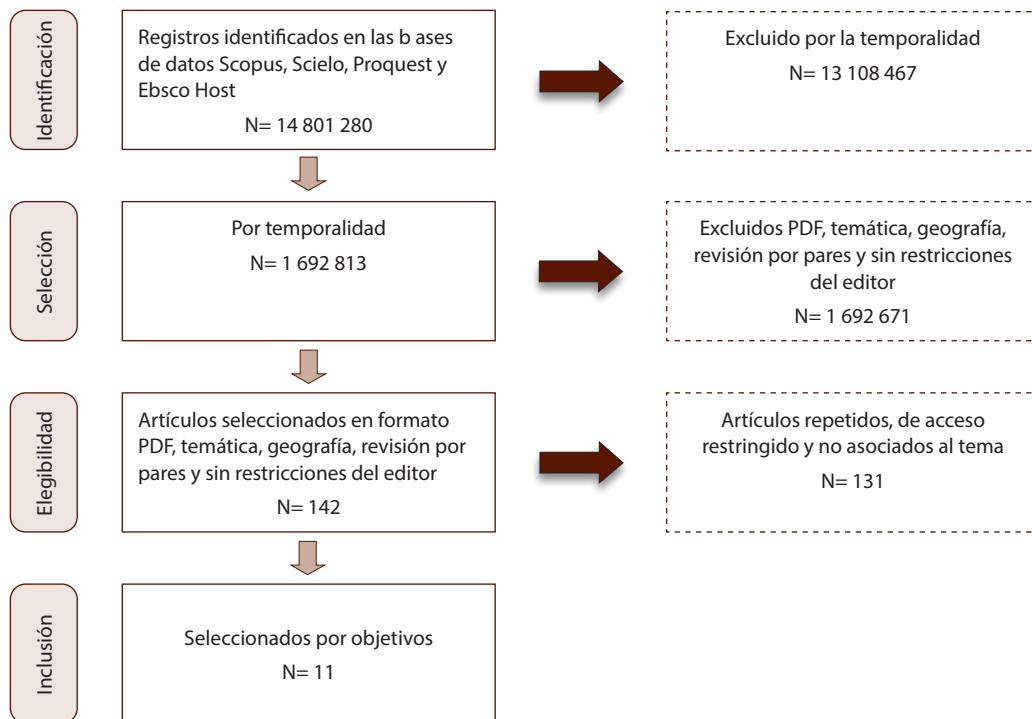 Identificación
Registros identificados en las b ases
de datos Scopus, Scielo, Proquest y
Ebsco Host
N= 14 801 280
Excluido por la temporalidad
N= 13 108 467
Selección
Por temporalidad
N= 1 692 813
Excluidos PDF, temática, geografía,
revisión por pares y sin restricciones
del editor
N= 1 692 671
Elegibilidad
Artículos seleccionados en formato
PDF, temática, geografía, revisión por
pares y sin restricciones del editor
N= 142
Artículos repetidos, de acceso
restringido y no asociados al tema
N= 131
Inclusión
Seleccionados por objetivos
N= 11